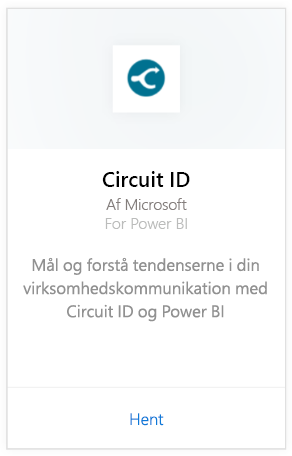 Circuit ID
Af Microsoft
For Power BI
Mål og forstå tendenserne i din
virksomhedskommunikation med
Circuit ID og Power BI
Hent